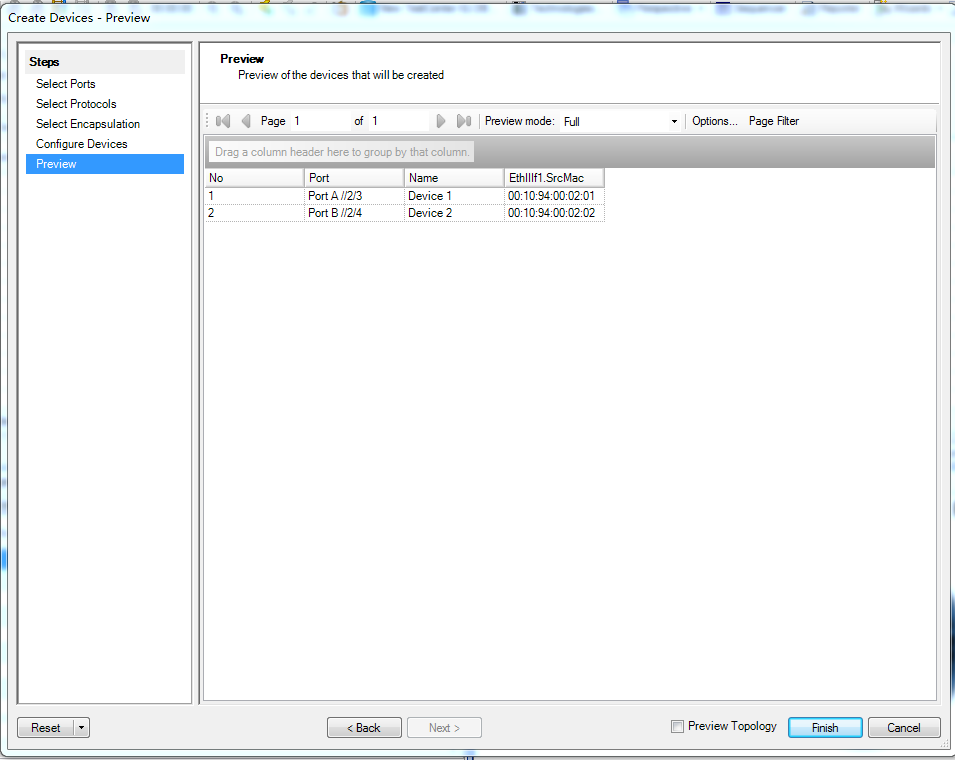 Create Devices - Preview
Steps
Select Ports
Select Protocols
Select Encapsulation
Configure Devices
Preview
Preview
Preview of the devices that will be created
Page 1 of 1 Preview mode: Full Options... Page Filter
Drag a column header here to group by that column.
No Port Name EthIIIf1.SrcMac
1 Port A //2/3 Device 1 00:10:94:00:02:01
2 Port B //2/4 Device 2 00:10:94:00:02:02
Reset < Back Next > Preview Topology Finish Cancel